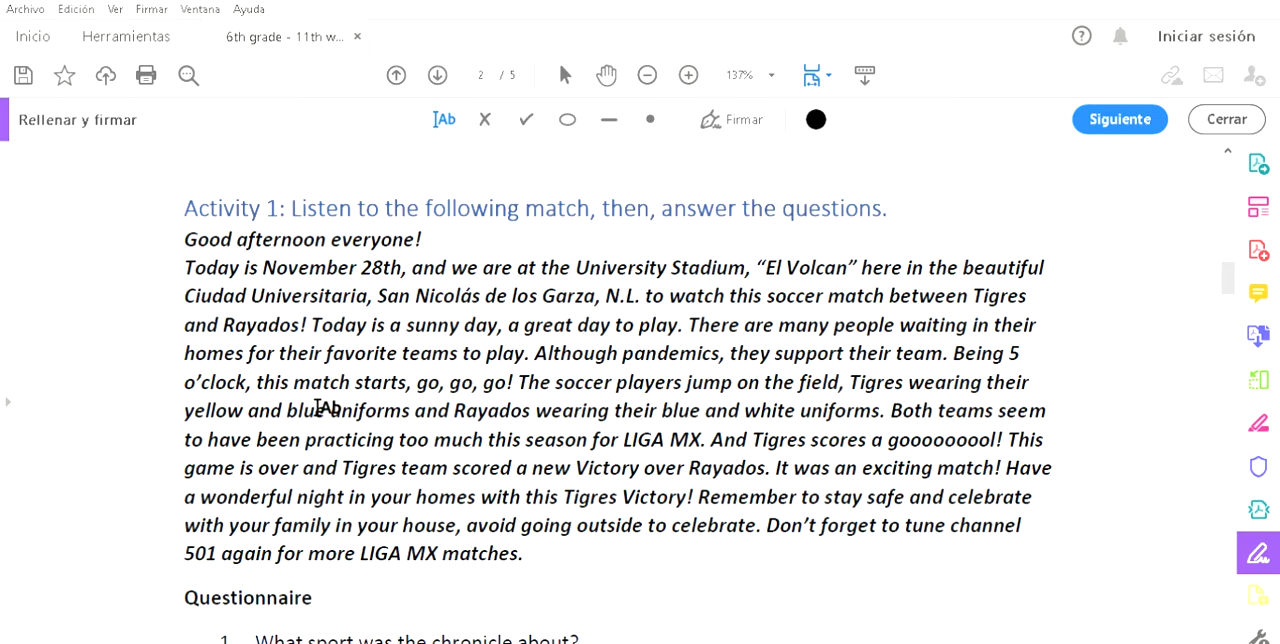 Archivo Edición Ver Firmar Ventana Ayuda
Inicio Herramientas 6th grade - 11th w... × ? Iniciar sesión
2 / 5 137%
Rellenar y firmar Ab Firmar Siguiente Cerrar
Activity 1: Listen to the following match, then, answer the questions.
Good afternoon everyone!
Today is November 28th, and we are at the University Stadium, “El Volcan” here in the beautiful
Ciudad Universitaria, San Nicolás de los Garza, N.L. to watch this soccer match between Tigres
and Rayados! Today is a sunny day, a great day to play. There are many people waiting in their
homes for their favorite teams to play. Although pandemics, they support their team. Being 5
o’clock, this match starts, go, go, go! The soccer players jump on the field, Tigres wearing their
yellow and blue uniforms and Rayados wearing their blue and white uniforms. Both teams seem
to have been practicing too much this season for LIGA MX. And Tigres scores a goooooool! This
game is over and Tigres team scored a new Victory over Rayados. It was an exciting match! Have
a wonderful night in your homes with this Tigres Victory! Remember to stay safe and celebrate
with your family in your house, avoid going outside to celebrate. Don’t forget to tune channel
501 again for more LIGA MX matches.
Questionnaire
1. What sport was the chronicle about?